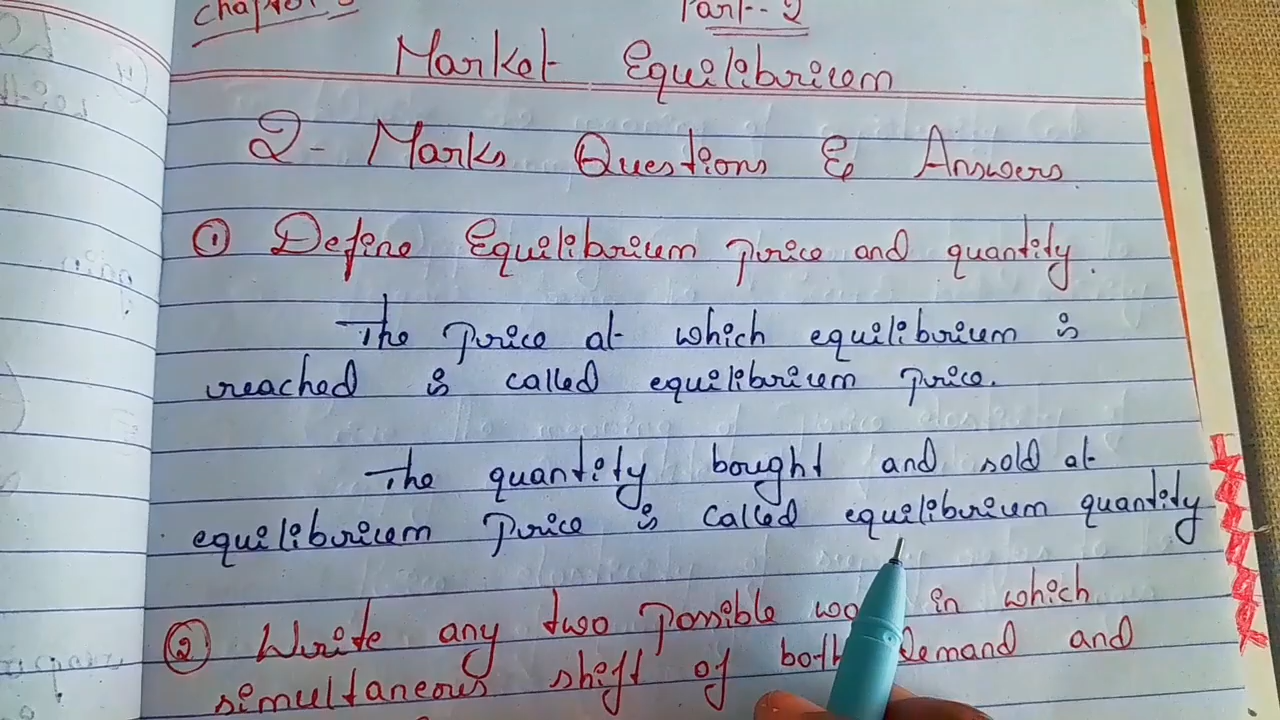 Chapter 5
Part-2
Market Equilibrium
2- Marks Questions & Answers
① Define Equilibrium price and quantity.
The price at which equilibrium is
reached is called equilibrium price.
The quantity bought and sold at
equilibrium price is called equilibrium quantity
② Write any two possible in which
simultaneous shift of both demand and